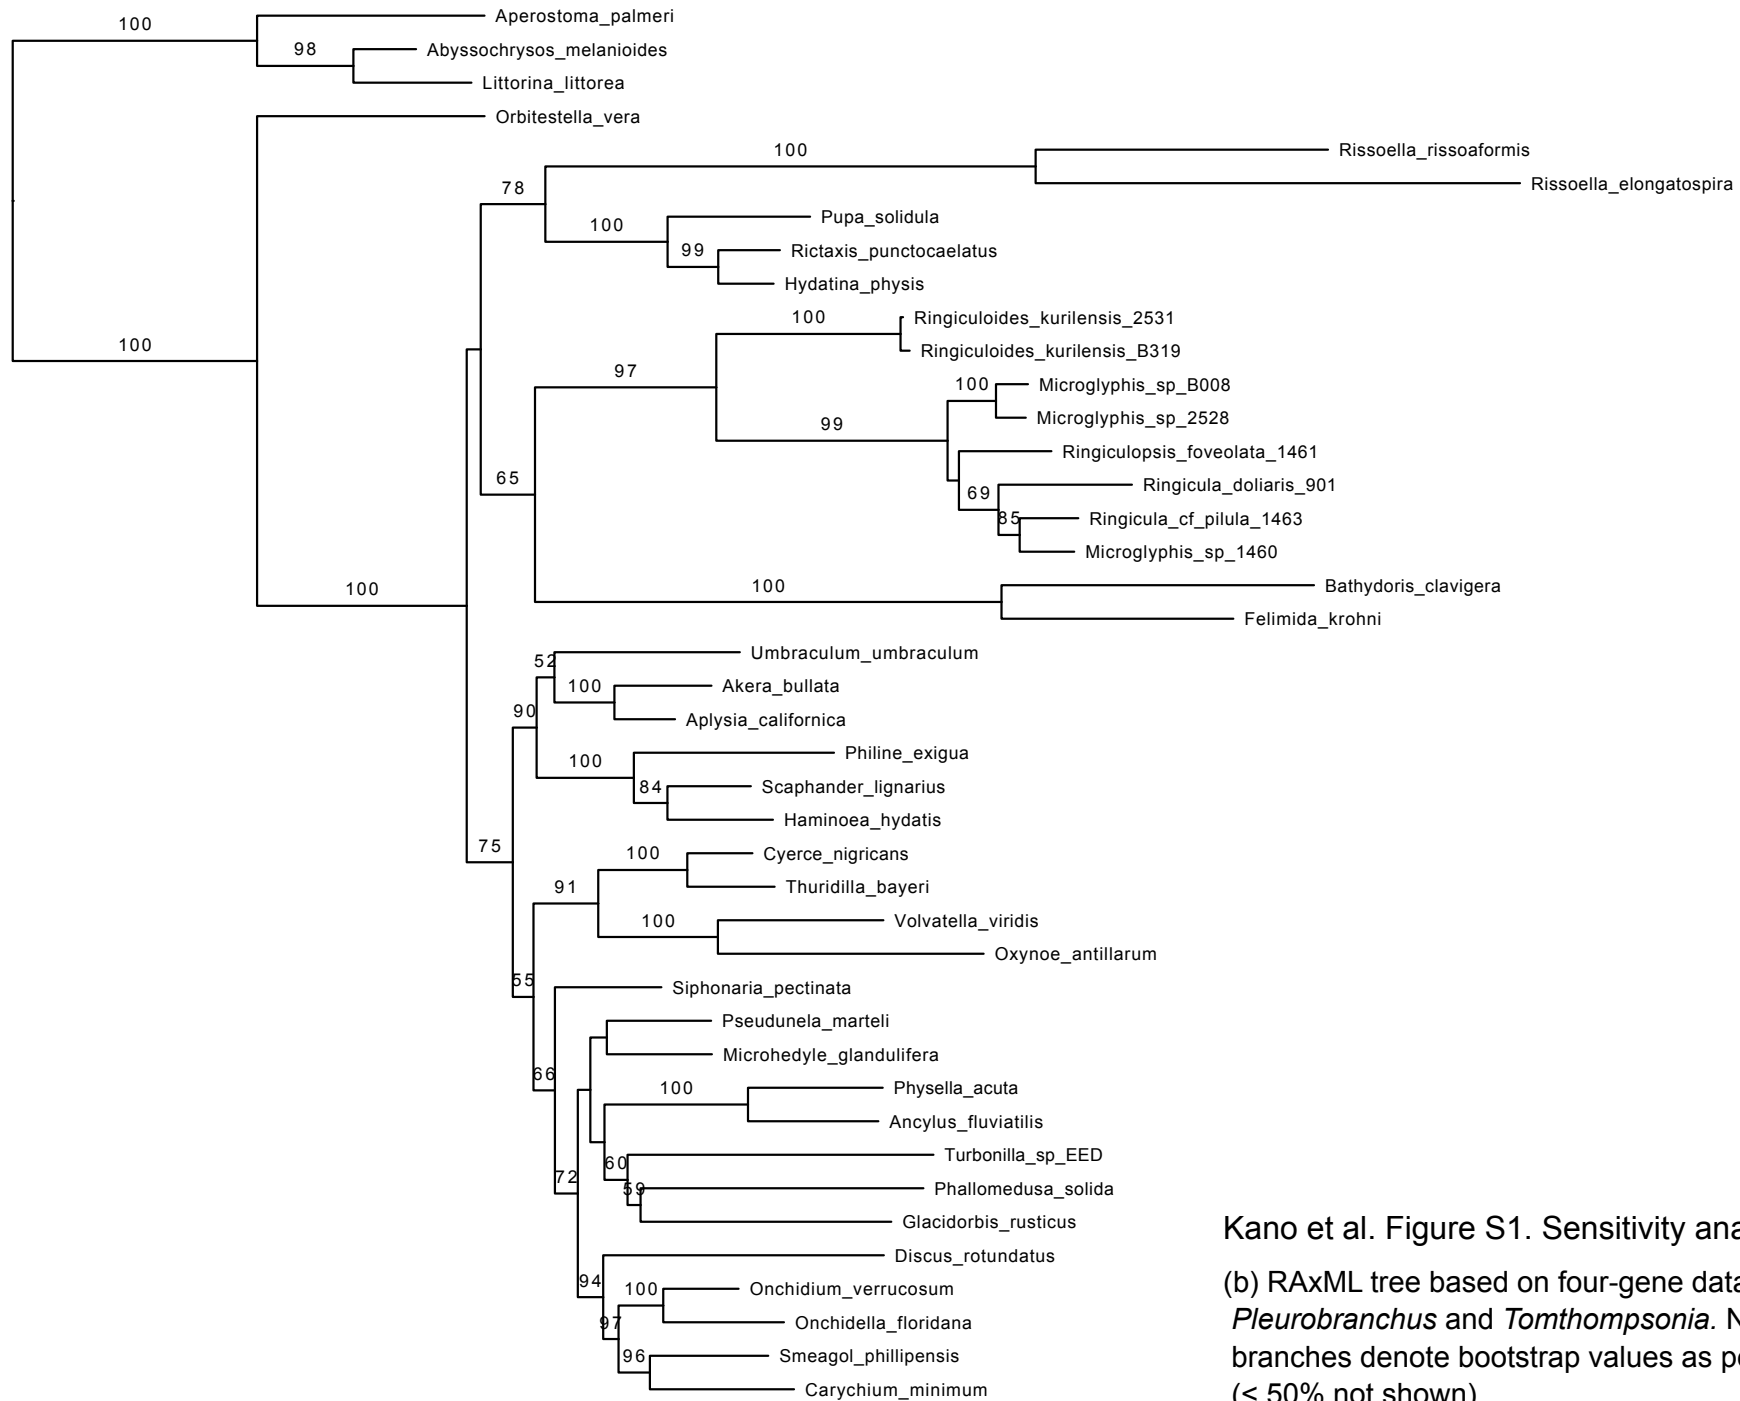 Aperostoma_palmeri
100
98
Abyssochrysos_melanioides
Littorina_littorea
Orbitestella_vera
100
Rissoella_rissoaformis
78
Rissoella_elongatospira
Pupa_solidula
100
99
Rictaxis_punctocaelatus
Hydatina_physis
100
Ringiculoides_kurilensis_2531
100
Ringiculoides_kurilensis_B319
97
100
Microglyphis_sp_B008
Microglyphis_sp_2528
99
Ringiculopsis_foveolata_1461
65
69
Ringicula_doliaris_901
85
Ringicula_cf_pilula_1463
Microglyphis_sp_1460
100
100
Bathydoris_clavigera
Felimida_krohni
52
Umbraculum_umbraculum
100
Akera_bullata
90
Aplysia_californica
100
Philine_exigua
84
Scaphander_lignarius
Haminoea_hydatis
75
100
Cyerce_nigricans
91
Thuridilla_bayeri
100
Volvatella_viridis
Oxynoe_antillarum
55
Siphonaria_pectinata
Pseudunela_marteli
Microhedyle_glandulifera
66
100
Physella_acuta
Ancylus_fluviatilis
60
Turbonilla_sp_EED
72
59
Phallomedusa_solida
Glacidorbis_rusticus
Discus_rotundatus
94
100
Onchidium_verrucosum
97
Onchidella_floridana
96
Smeagol_phillipensis
Carychium_minimum
Kano et al. Figure S1. Sensitivity ana
(b) RAxML tree based on four-gene data
Pleurobranchus and Tomthompsonia. N
branches denote bootstrap values as pe
(< 50% not shown)